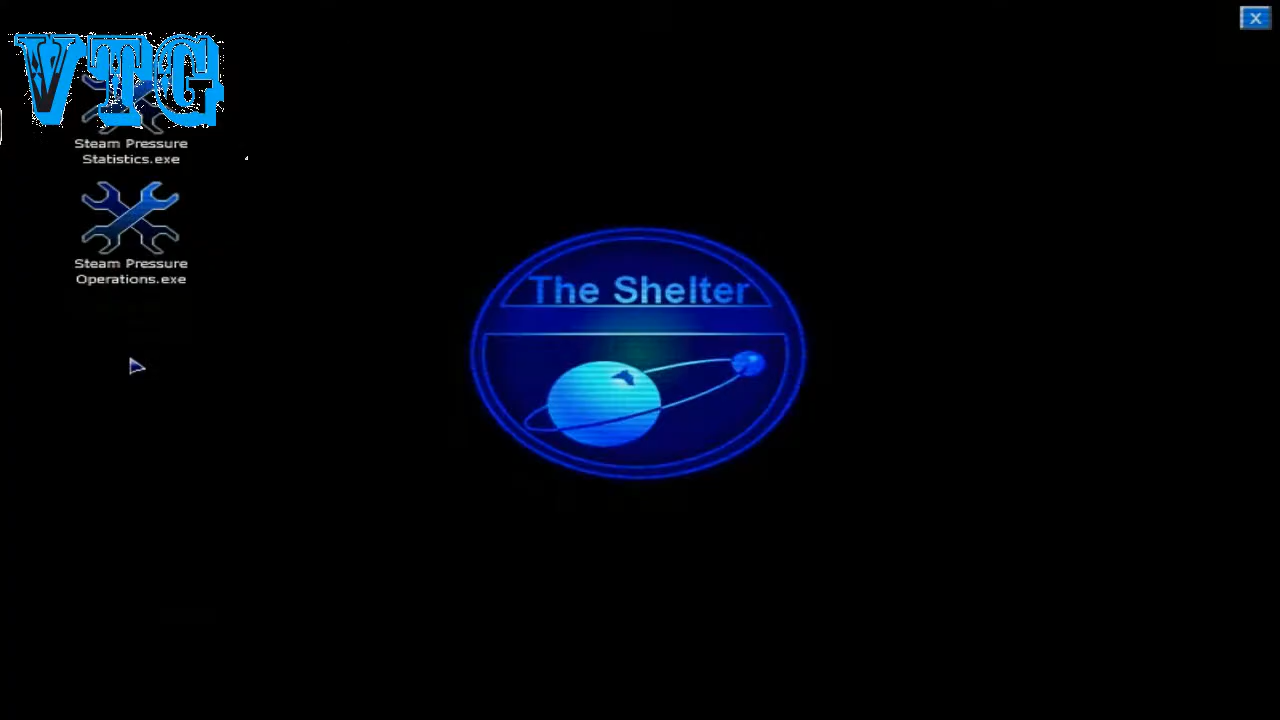 VTG
X
Steam Pressure
Statistics.exe
Steam Pressure
Operations.exe
The Shelter